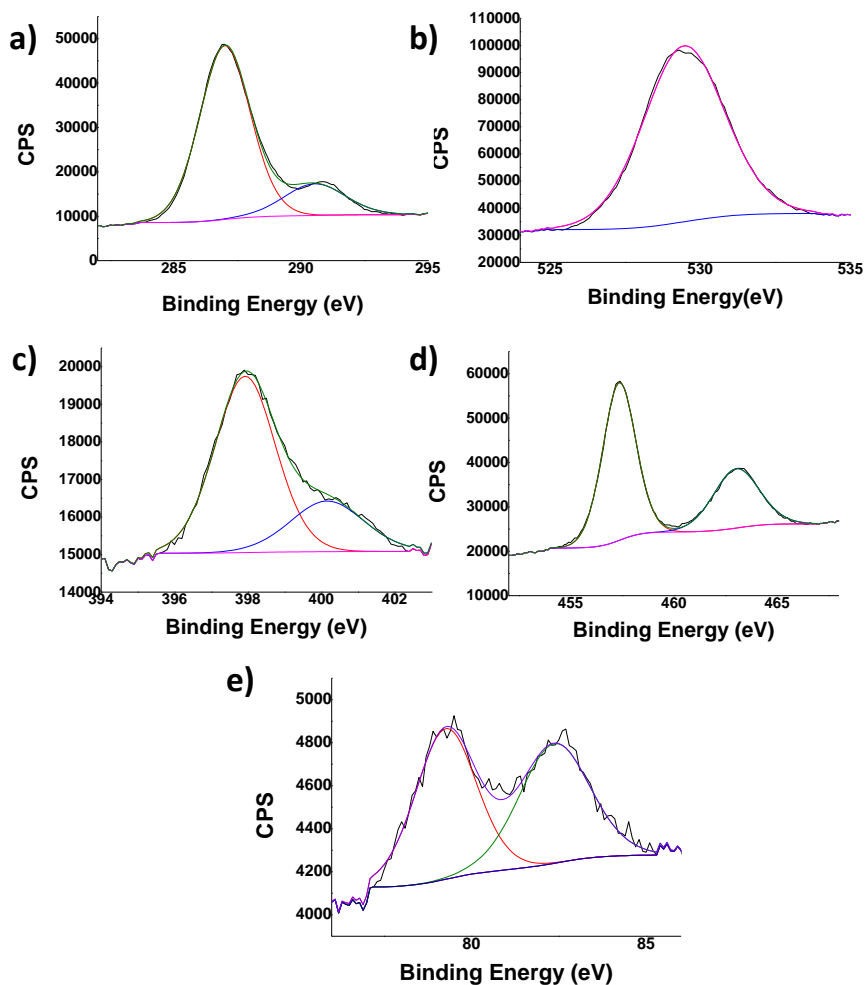 a)
50000
40000
30000
20000
10000
0
CPS
285 290 295
Binding Energy (eV)
b)
100000
90000
80000
70000
60000
50000
40000
30000
20000
CPS
525 530 535
Binding Energy(eV)
c)
20000
19000
18000
17000
16000
15000
14000
CPS
394 396 398 400 402
Binding Energy (eV)
d)
60000
50000
40000
30000
20000
10000
CPS
455 460 465
Binding Energy (eV)
e)
5000
4800
4600
4400
4200
4000
CPS
80 85
Binding Energy (eV)